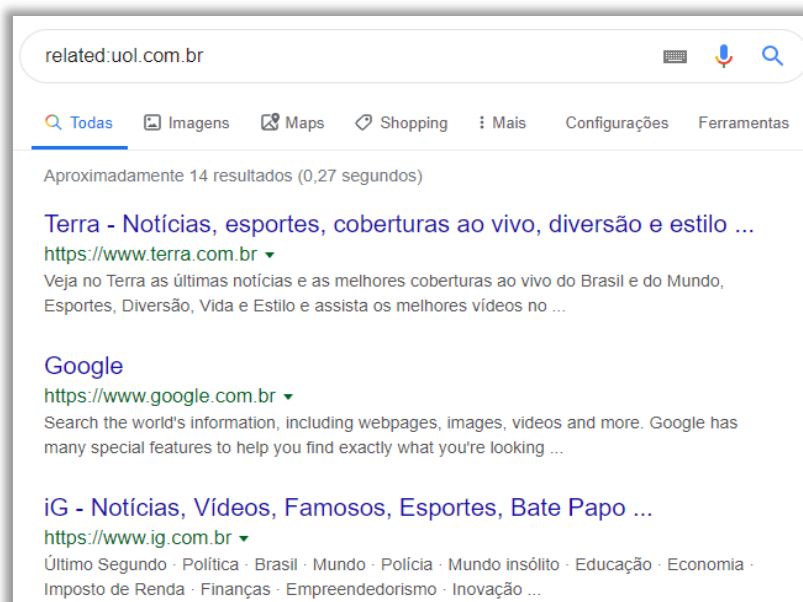 related:uol.com.br
Todas Imagens Maps Shopping Mais Configurações Ferramentas
Aproximadamente 14 resultados (0,27 segundos)
Terra - Notícias, esportes, coberturas ao vivo, diversão e estilo ...
https://www.terra.com.br
Veja no Terra as últimas notícias e as melhores coberturas ao vivo do Brasil e do Mundo,
Esportes, Diversão, Vida e Estilo e assista os melhores vídeos no ...
Google
https://www.google.com.br
Search the world's information, including webpages, images, videos and more. Google has
many special features to help you find exactly what you're looking ...
iG - Notícias, Vídeos, Famosos, Esportes, Bate Papo ...
https://www.ig.com.br
Último Segundo · Política · Brasil · Mundo · Polícia · Mundo insólito · Educação · Economia ·
Imposto de Renda · Finanças · Empreendedorismo · Inovação ...